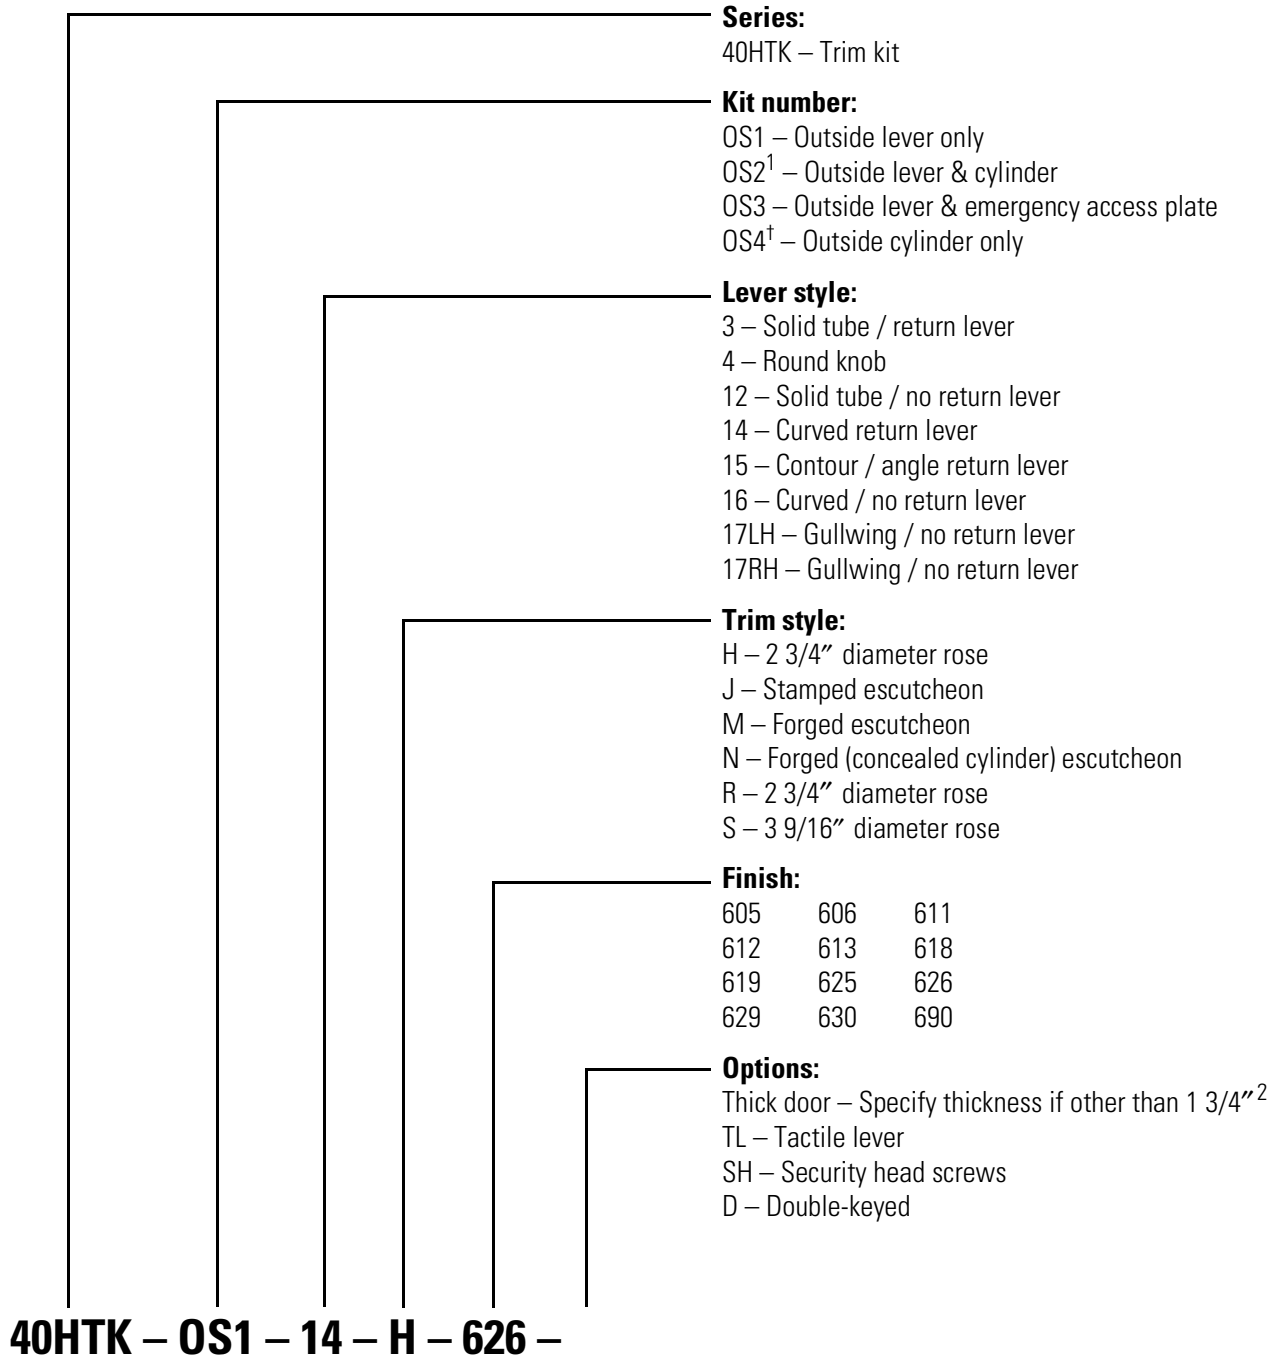 Series:
40HTK – Trim kit
Kit number:
OS1 – Outside lever only
OS2¹ – Outside lever & cylinder
OS3 – Outside lever & emergency access plate
OS4† – Outside cylinder only
Lever style:
3 – Solid tube / return lever
4 – Round knob
12 – Solid tube / no return lever
14 – Curved return lever
15 – Contour / angle return lever
16 – Curved / no return lever
17LH – Gullwing / no return lever
17RH – Gullwing / no return lever
Trim style:
H – 2 3/4″ diameter rose
J – Stamped escutcheon
M – Forged escutcheon
N – Forged (concealed cylinder) escutcheon
R – 2 3/4″ diameter rose
S – 3 9/16″ diameter rose
Finish:
605 606 611
612 613 618
619 625 626
629 630 690
Options:
Thick door – Specify thickness if other than 1 3/4″ ²
TL – Tactile lever
SH – Security head screws
D – Double-keyed
40HTK – OS1 – 14 – H – 626 –